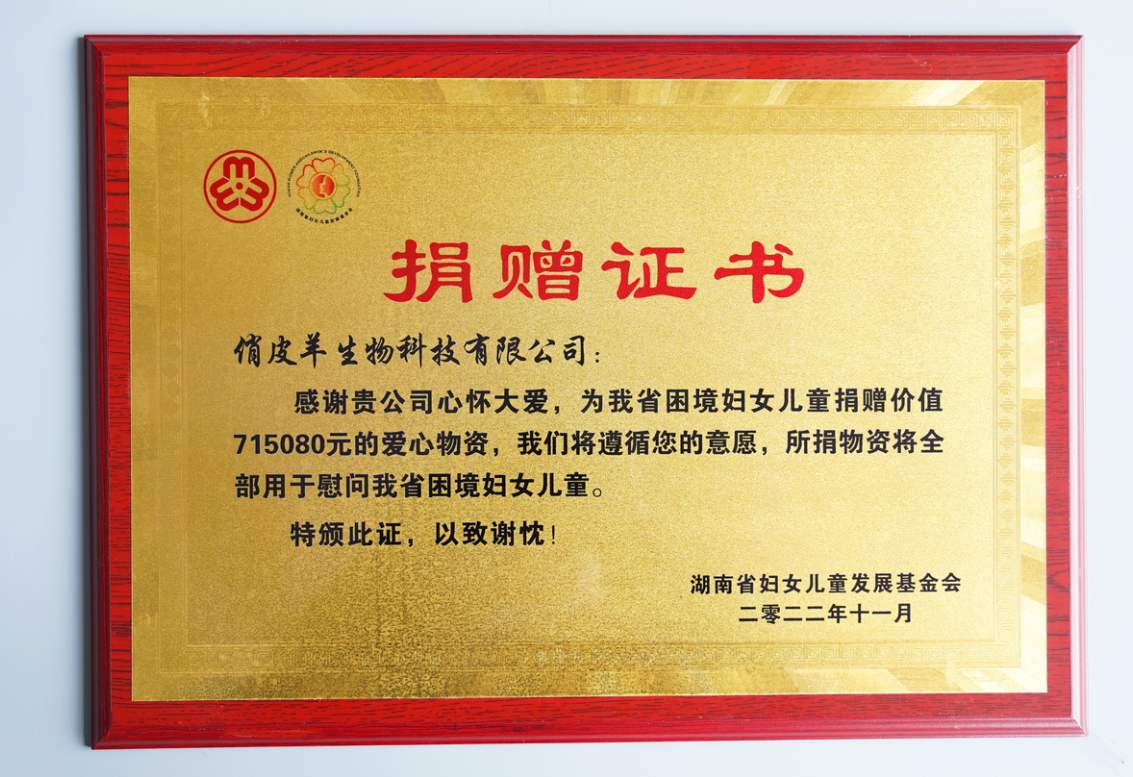 捐赠证书
俏皮羊生物科技有限公司：
感谢贵公司心怀大爱，为我省困境妇女儿童捐赠价值
715080元的爱心物资，我们将遵循您的意愿，所捐物资将全
部用于慰问我省困境妇女儿童。
特颁此证，以致谢忱！
湖南省妇女儿童发展基金会
二零二二年十一月